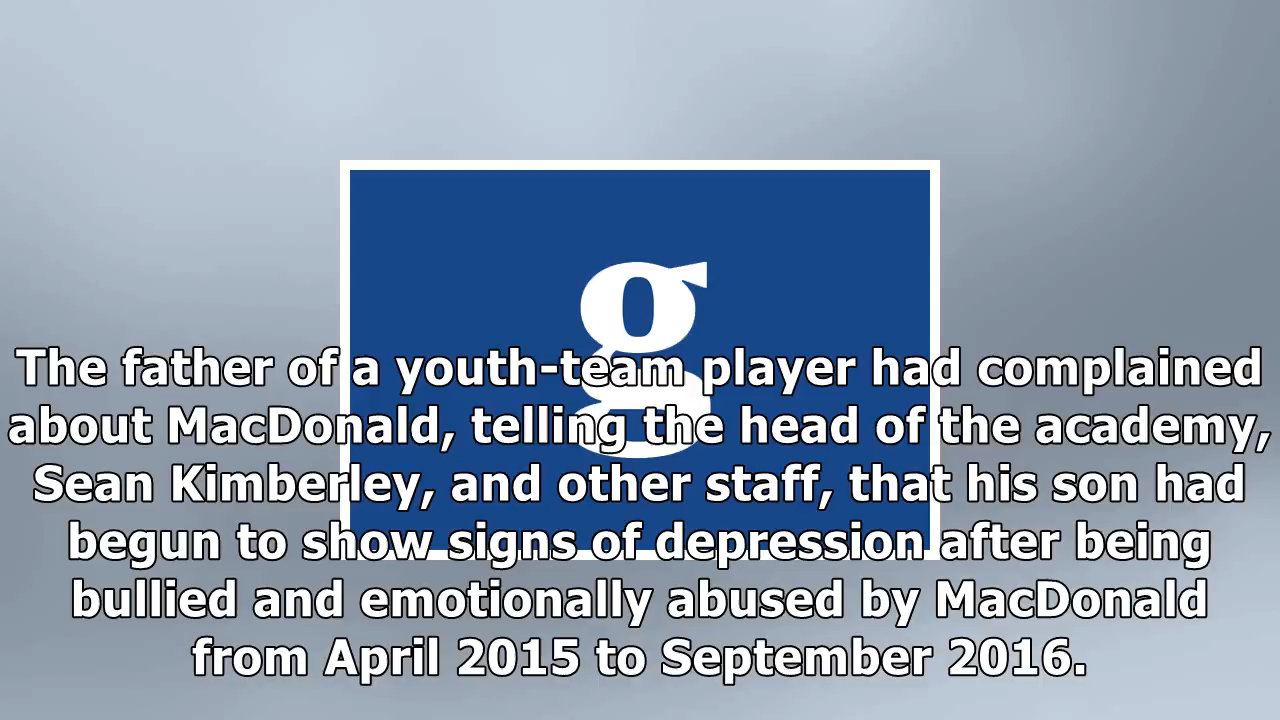 g
The father of a youth-team player had complained
about MacDonald, telling the head of the academy,
Sean Kimberley, and other staff, that his son had
begun to show signs of depression after being
bullied and emotionally abused by MacDonald
from April 2015 to September 2016.